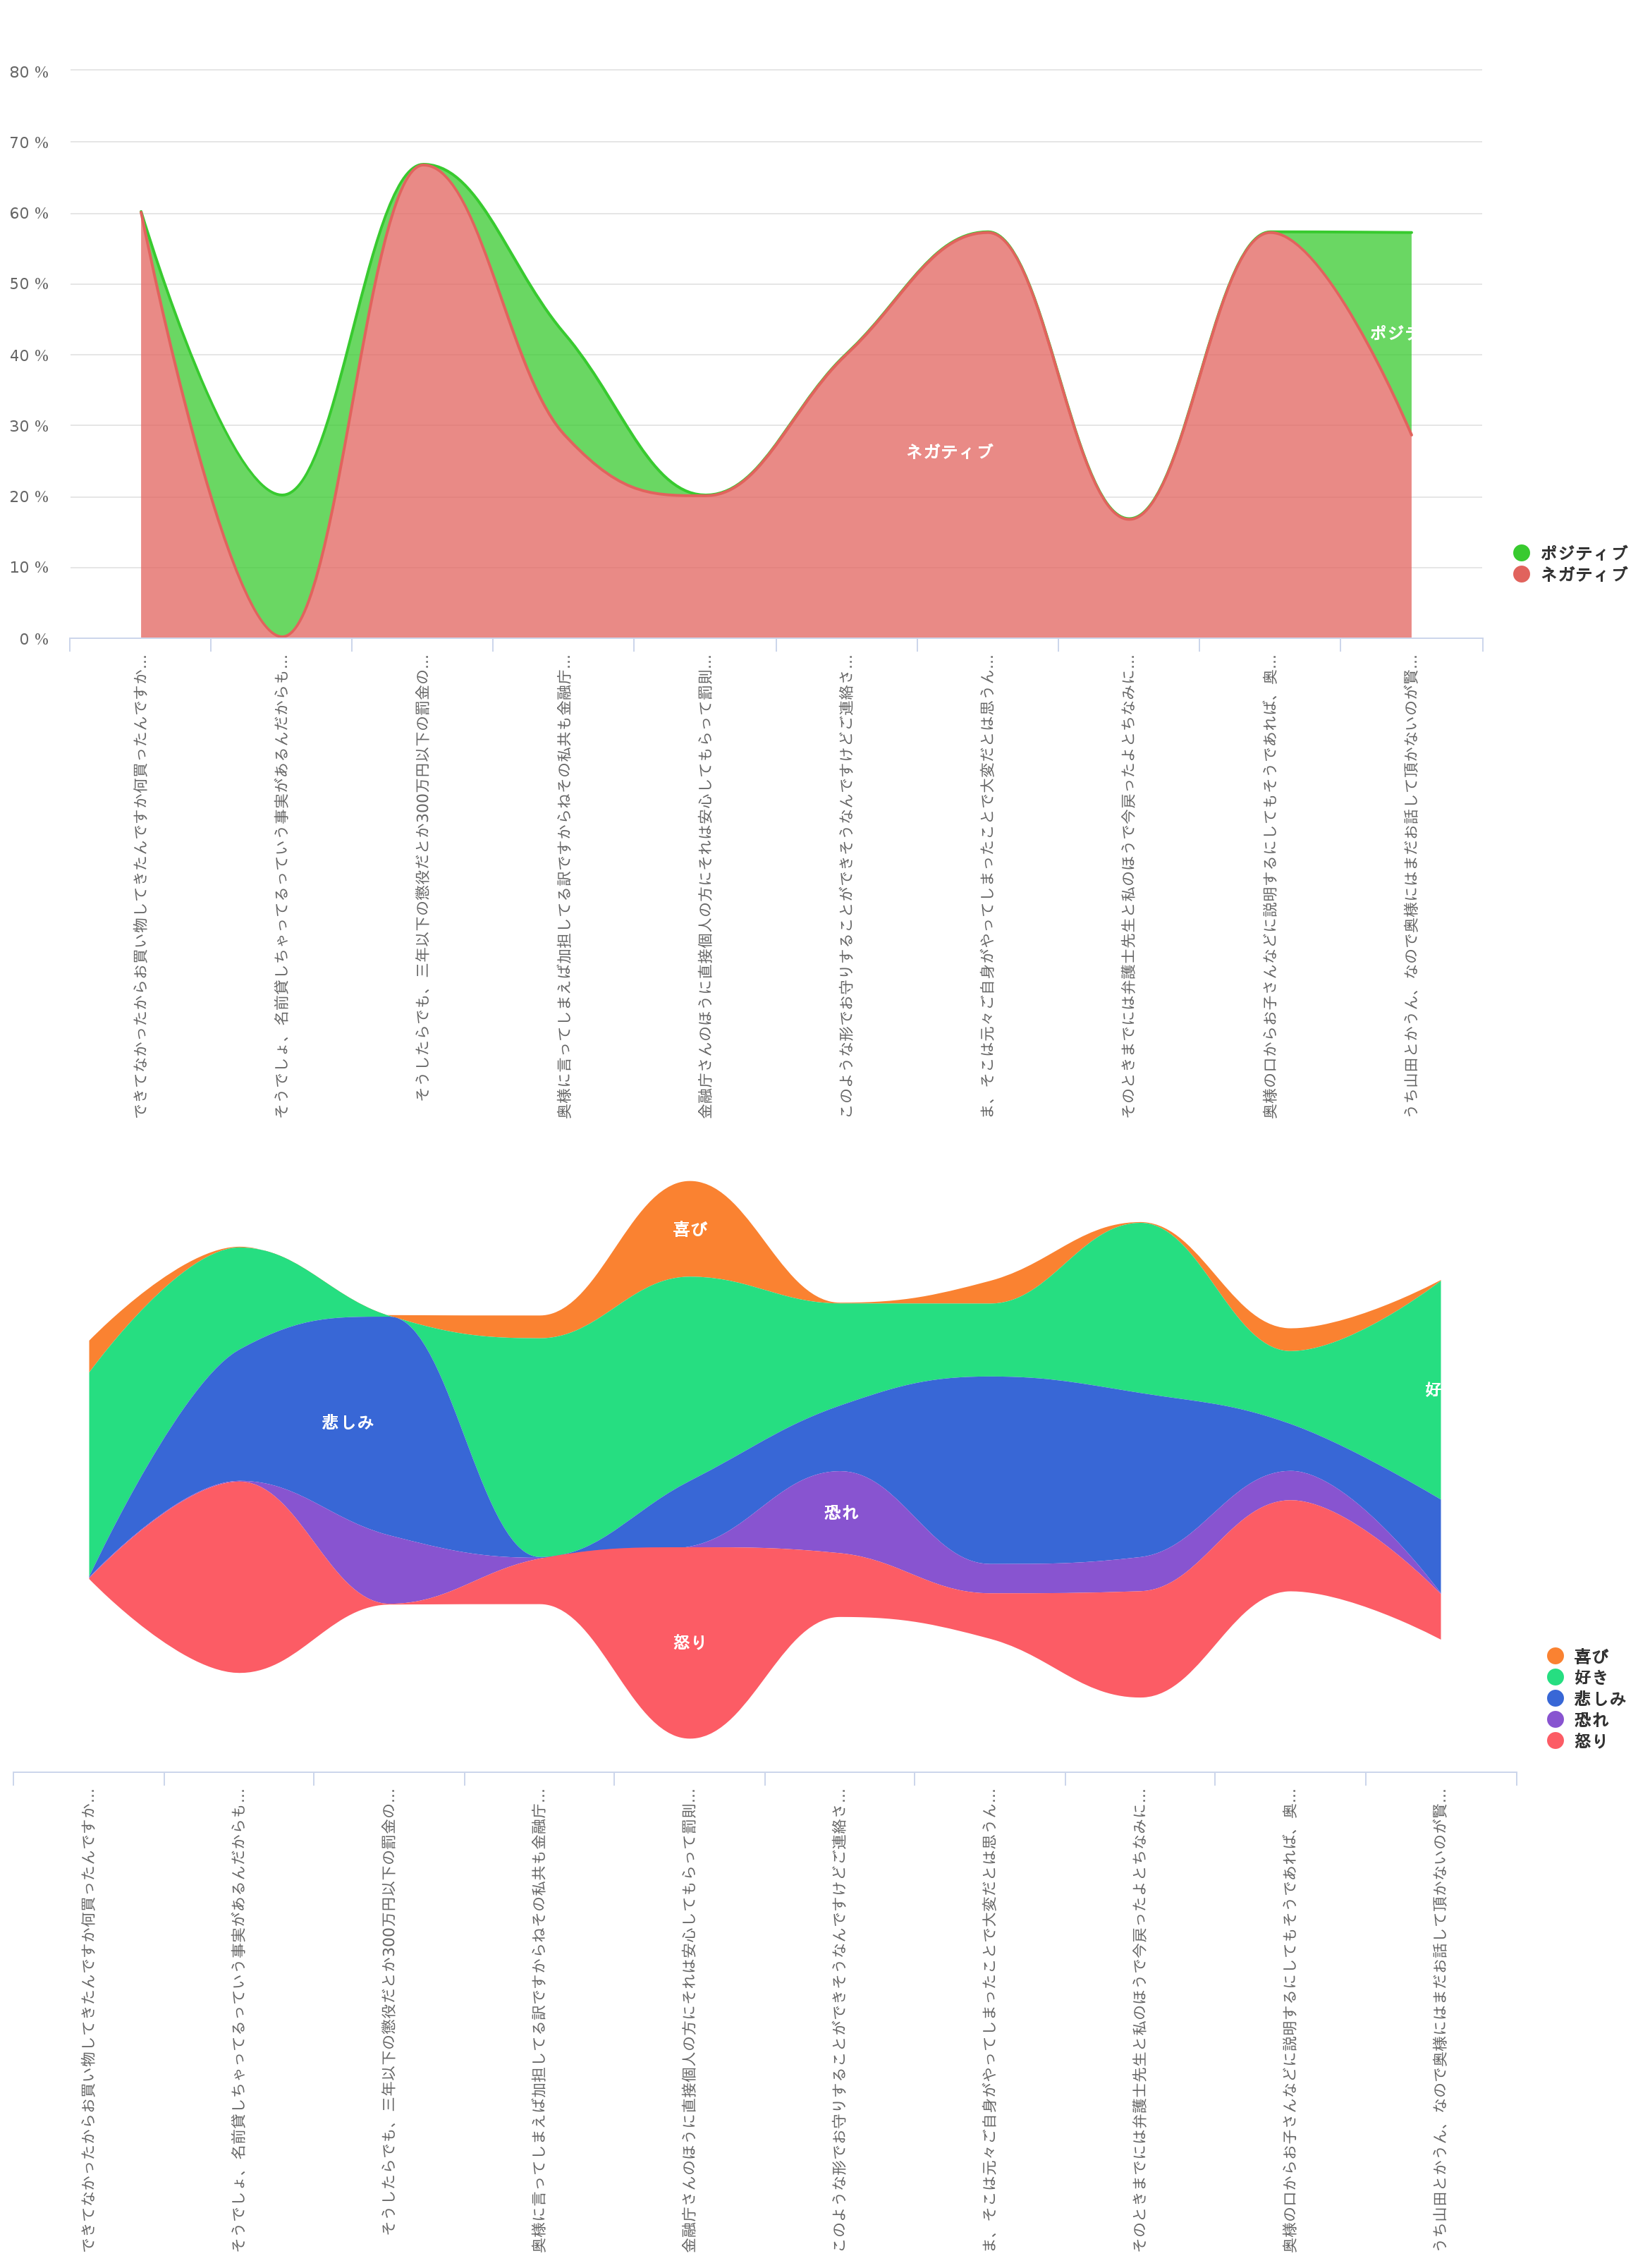 80 %
70 %
60 %
50 %
40 %
30 %
20 %
10 %
0 %
ポジテ
ネガティブ
ポジティブ
ネガティブ
できてなかったからお買い物してきたんですか何買ったんですか…
そうでしょ、名前貸しちゃってるっていう事実があるんだからも…
そうしたらでも、三年以下の懲役だとか300万円以下の罰金の…
奥様に言ってしまえば加担してる訳ですからねその私共も金融庁…
金融庁さんのほうに直接個人の方にそれは安心してもらって罰則…
このような形でお守りすることができそうなんですけどご連絡さ…
ま、そこは元々ご自身がやってしまったことで大変だとは思うん…
そのときまでには弁護士先生と私のほうで今戻ったよとちなみに…
奥様の口からお子さんなどに説明するにしてもそうであれば、奥…
うち山田とかうん、なので奥様にはまだお話して頂かないのが賢…
喜び
好
悲しみ
恐れ
怒り
喜び
好き
悲しみ
恐れ
怒り
できてなかったからお買い物してきたんですか何買ったんですか…
そうでしょ、名前貸しちゃってるっていう事実があるんだからも…
そうしたらでも、三年以下の懲役だとか300万円以下の罰金の…
奥様に言ってしまえば加担してる訳ですからねその私共も金融庁…
金融庁さんのほうに直接個人の方にそれは安心してもらって罰則…
このような形でお守りすることができそうなんですけどご連絡さ…
ま、そこは元々ご自身がやってしまったことで大変だとは思うん…
そのときまでには弁護士先生と私のほうで今戻ったよとちなみに…
奥様の口からお子さんなどに説明するにしてもそうであれば、奥…
うち山田とかうん、なので奥様にはまだお話して頂かないのが賢…